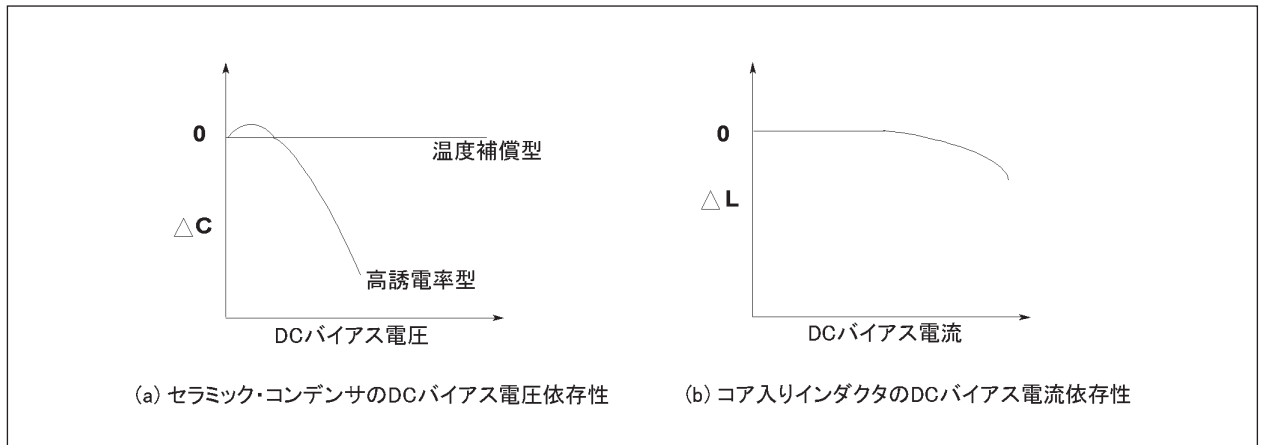 0
温度補償型
△C
高誘電率型
DCバイアス電圧
(a) セラミック・コンデンサのDCバイアス電圧依存性
0
△L
DCバイアス電流
(b) コア入りインダクタのDCバイアス電流依存性